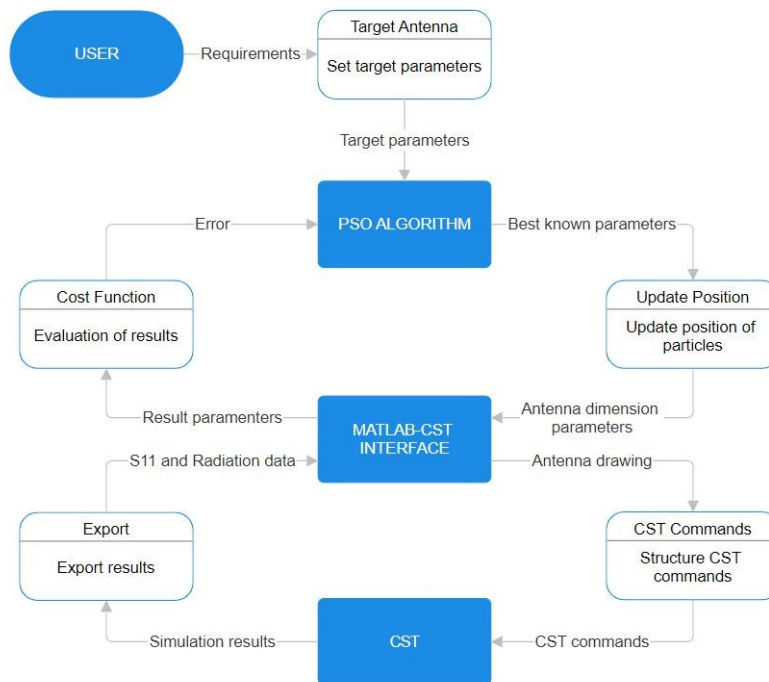 Target Antenna
USER
Requirements
Set target parameters
Target parameters
Error
PSO ALGORITHM
Best known parameters
Cost Function
Update Position
Evaluation of results
Update position of
particles
Result paramenters
MATLAB-CST
INTERFACE
Antenna dimension
parameters
S11 and Radiation data
Antenna drawing
Export
CST Commands
Export results
Structure CST
commands
Simulation results
CST
CST commands